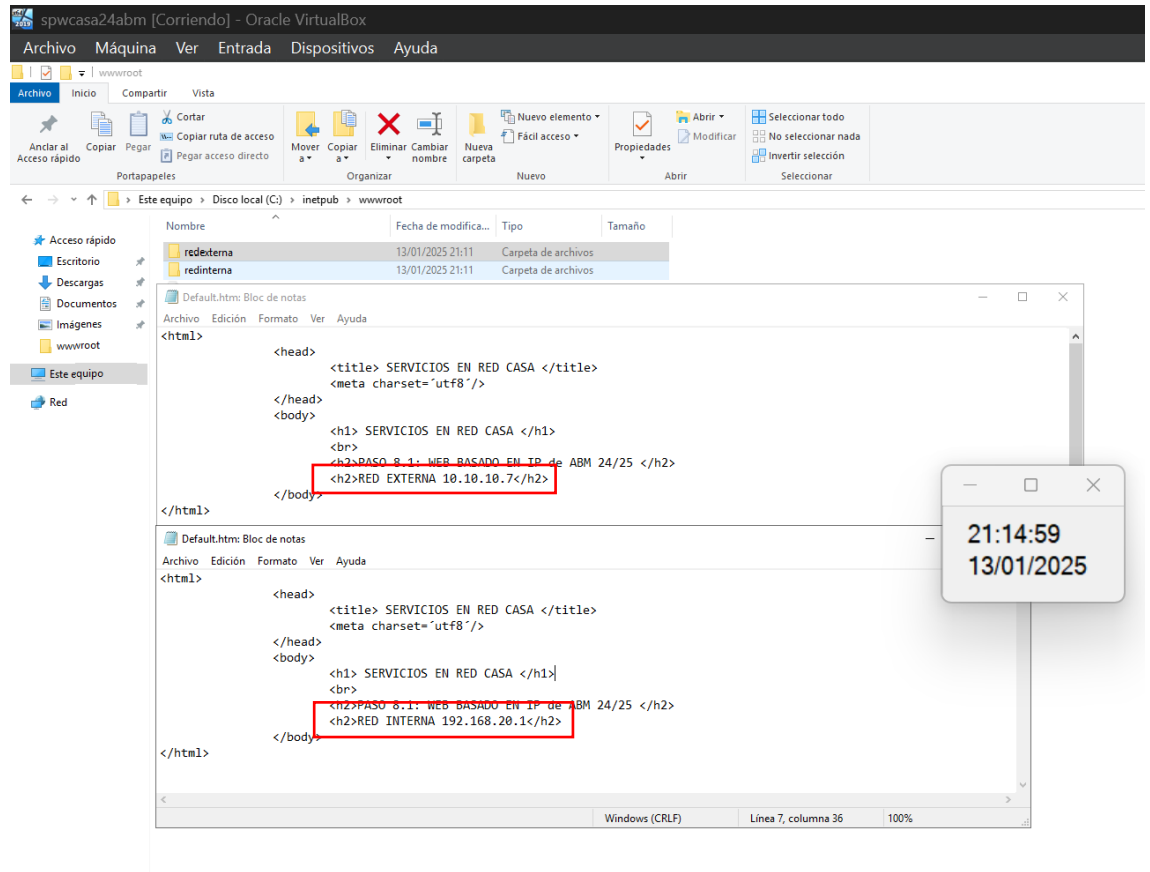 spwcasa24abm [Corriendo] - Oracle VirtualBox
Archivo Máquina Ver Entrada Dispositivos Ayuda
wwwroot
Archivo Inicio Compartir Vista
Anclar al Acceso rápido
Copiar
Pegar
Cortar
Copiar ruta de acceso
Pegar acceso directo
Portapapeles
Mover a
Copiar a
Eliminar
Cambiar nombre
Organizar
Nueva carpeta
Nuevo elemento
Fácil acceso
Nuevo
Propiedades
Abrir
Modificar
Abrir
Seleccionar todo
No seleccionar nada
Invertir selección
Seleccionar
Este equipo > Disco local (C:) > inetpub > wwwroot
Acceso rápido
Escritorio
Descargas
Documentos
Imágenes
wwwroot
Este equipo
Red
Nombre Fecha de modifica... Tipo Tamaño
redexterna 13/01/2025 21:11 Carpeta de archivos
redinterna 13/01/2025 21:11 Carpeta de archivos
Default.htm: Bloc de notas
Archivo Edición Formato Ver Ayuda
<html>
<head>
<title> SERVICIOS EN RED CASA </title>
<meta charset=´utf8´/>
</head>
<body>
<h1> SERVICIOS EN RED CASA </h1>
<br>
<h2>PASO 8.1: WEB BASADO EN IP de ABM 24/25 </h2>
<h2>RED EXTERNA 10.10.10.7</h2>
</body>
</html>
Default.htm: Bloc de notas
Archivo Edición Formato Ver Ayuda
<html>
<head>
<title> SERVICIOS EN RED CASA </title>
<meta charset=´utf8´/>
</head>
<body>
<h1> SERVICIOS EN RED CASA </h1>
<br>
<h2>PASO 8.1: WEB BASADO EN IP de ABM 24/25 </h2>
<h2>RED INTERNA 192.168.20.1</h2>
</body>
</html>
Windows (CRLF) Línea 7, columna 36 100%
21:14:59
13/01/2025